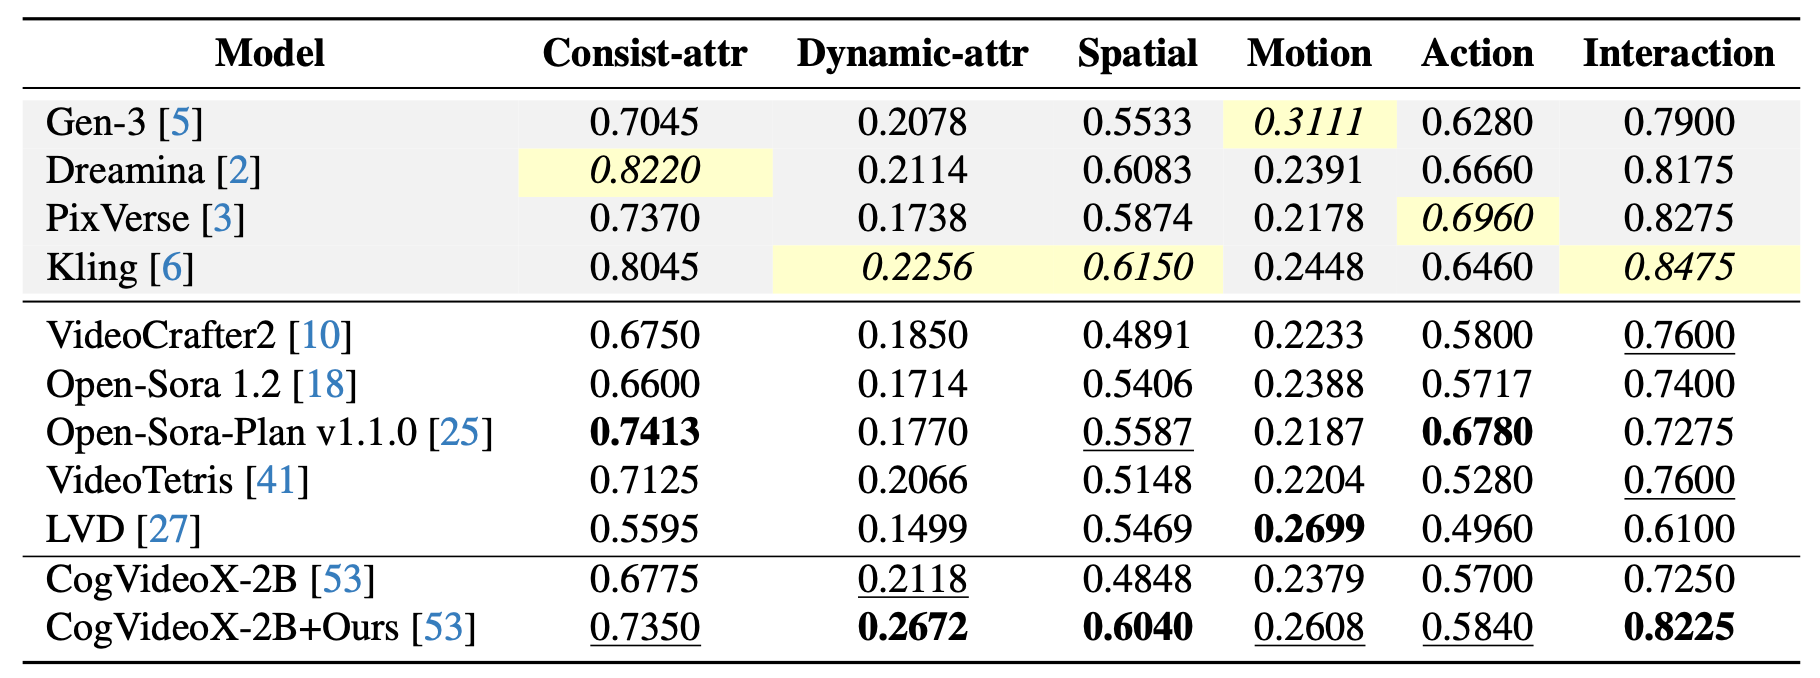 Model Consist-attr Dynamic-attr Spatial Motion Action Interaction
Gen-3 [5] 0.7045 0.2078 0.5533 0.3111 0.6280 0.7900
Dreamina [2] 0.8220 0.2114 0.6083 0.2391 0.6660 0.8175
PixVerse [3] 0.7370 0.1738 0.5874 0.2178 0.6960 0.8275
Kling [6] 0.8045 0.2256 0.6150 0.2448 0.6460 0.8475
VideoCrafter2 [10] 0.6750 0.1850 0.4891 0.2233 0.5800 0.7600
Open-Sora 1.2 [18] 0.6600 0.1714 0.5406 0.2388 0.5717 0.7400
Open-Sora-Plan v1.1.0 [25] 0.7413 0.1770 0.5587 0.2187 0.6780 0.7275
VideoTetris [41] 0.7125 0.2066 0.5148 0.2204 0.5280 0.7600
LVD [27] 0.5595 0.1499 0.5469 0.2699 0.4960 0.6100
CogVideoX-2B [53] 0.6775 0.2118 0.4848 0.2379 0.5700 0.7250
CogVideoX-2B+Ours [53] 0.7350 0.2672 0.6040 0.2608 0.5840 0.8225